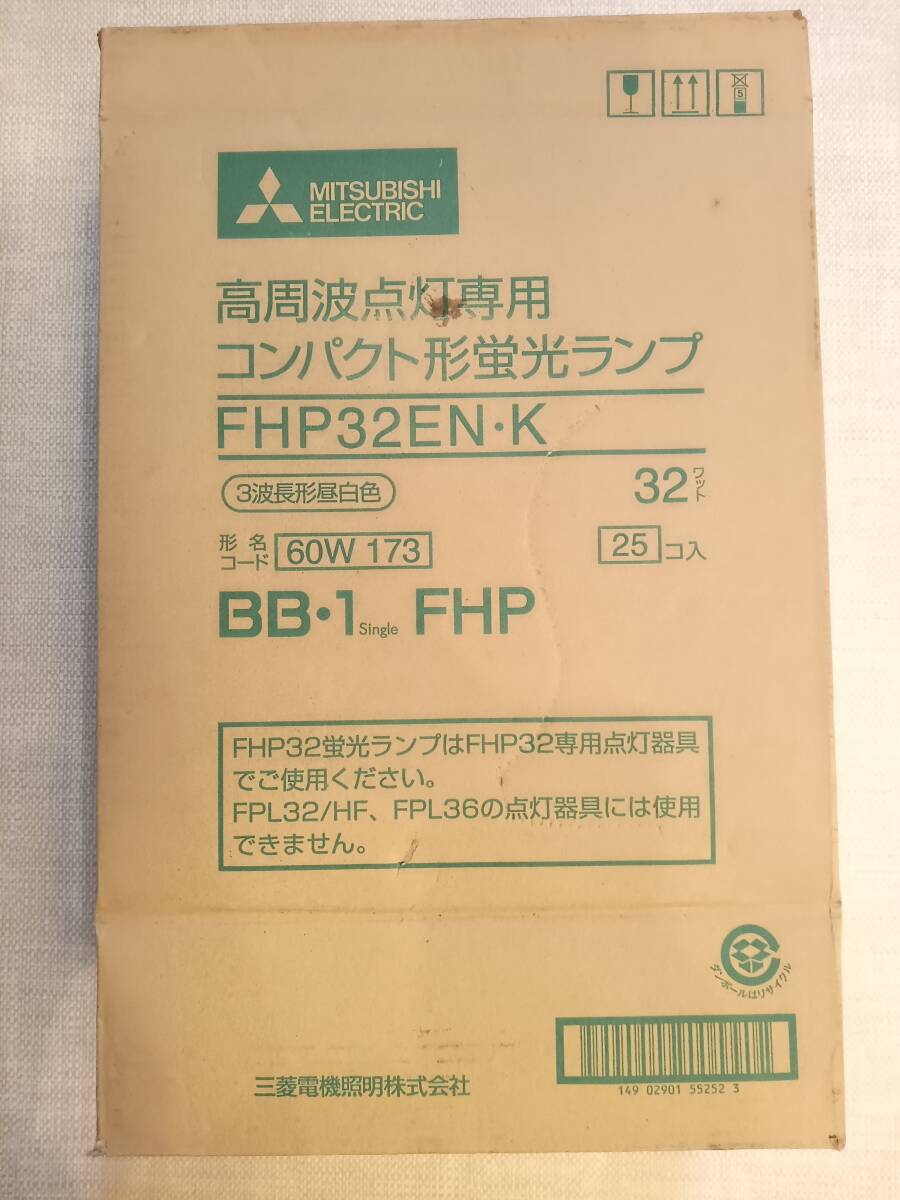 5
MITSUBISHI
ELECTRIC
高周波点灯専用
コンパクト形蛍光ランプ
FHP32EN・K
3波長形昼白色
32ワット
形名コード 60W 173
25コ入
BB・1 Single FHP
FHP32蛍光ランプはFHP32専用点灯器具
でご使用ください。
FPL32/HF、FPL36の点灯器具には使用
できません。
ダンボールはリサイクル
149 02901 55252 3
三菱電機照明株式会社